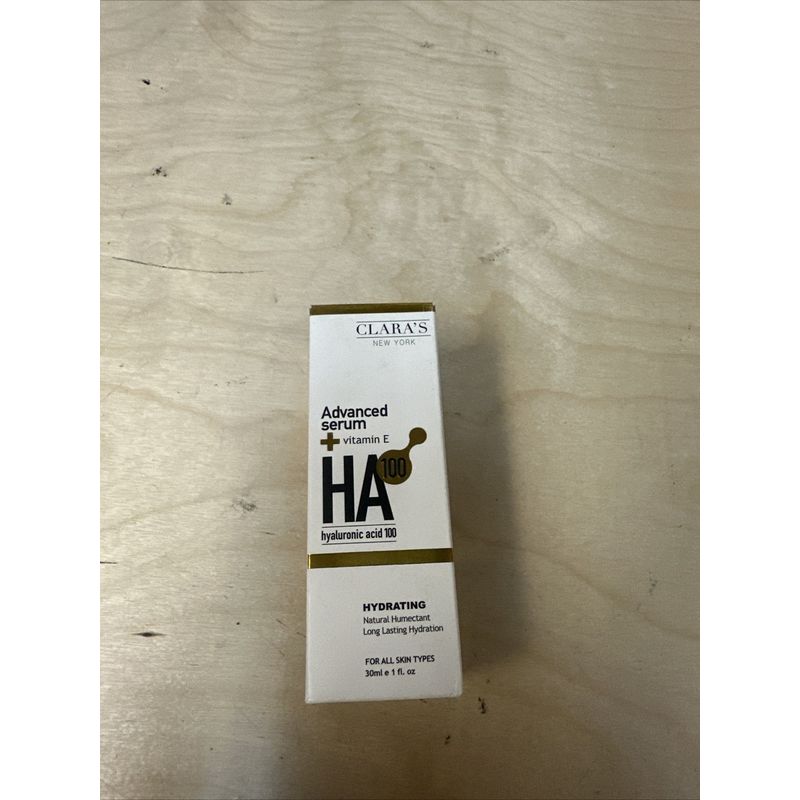 CLARA'S
NEW YORK
Advanced
serum
+ vitamin E
HA 100
hyaluronic acid 100
HYDRATING
Natural Humectant
Long Lasting Hydration
FOR ALL SKIN TYPES
30ml e 1 fl. oz